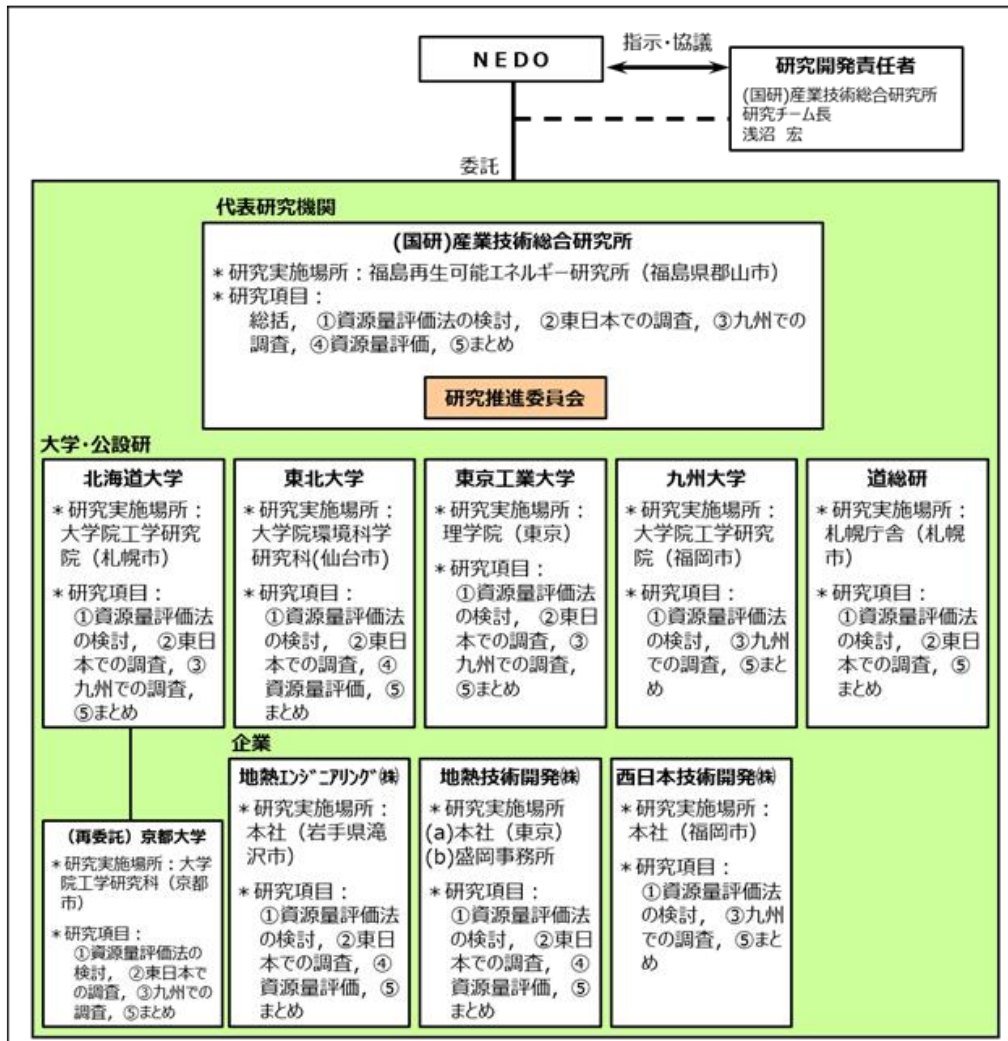 NEDO
指示・協議
研究開発責任者
(国研)産業技術総合研究所
研究チーム長
浅沼 宏
委託
代表研究機関
(国研)産業技術総合研究所
＊研究実施場所：福島再生可能エネルギー研究所（福島県郡山市）
＊研究項目：
総括， ①資源量評価法の検討， ②東日本での調査， ③九州での
調査， ④資源量評価， ⑤まとめ
研究推進委員会
大学・公設研
北海道大学
＊研究実施場所：
大学院工学研究
院（札幌市）
＊研究項目：
①資源量評価法
の検討， ②東日
本での調査， ③
九州での調査，
⑤まとめ
東北大学
＊研究実施場所：
大学院環境科学
研究科(仙台市)
＊研究項目：
①資源量評価法
の検討， ②東日
本での調査， ④
資源量評価， ⑤
まとめ
東京工業大学
＊研究実施場所：
理学院（東京）
＊研究項目：
①資源量評価法
の検討， ②東日
本での調査， ③
九州での調査，
⑤まとめ
九州大学
＊研究実施場所：
大学院工学研究
院（福岡市）
＊研究項目：
①資源量評価法
の検討， ③九州
での調査， ⑤まと
め
道総研
＊研究実施場所：
札幌庁舎（札幌
市）
＊研究項目：
①資源量評価法
の検討， ②東日
本での調査， ⑤
まとめ
(再委託) 京都大学
＊研究実施場所：大学
院工学研究科（京都
市）
＊研究項目：
①資源量評価法の
検討， ②東日本で
の調査， ③九州での
調査， ⑤まとめ
企業
地熱ｴﾝｼﾞﾆｱﾘﾝｸﾞ㈱
＊研究実施場所：
本社（岩手県滝
沢市）
＊研究項目：
①資源量評価法
の検討， ②東日
本での調査， ④
資源量評価， ⑤
まとめ
地熱技術開発㈱
＊研究実施場所
(a)本社（東京）
(b)盛岡事務所
＊研究項目：
①資源量評価法
の検討， ②東日
本での調査， ④
資源量評価， ⑤
まとめ
西日本技術開発㈱
＊研究実施場所：
本社（福岡市）
＊研究項目：
①資源量評価法
の検討， ③九州
での調査， ⑤まと
め